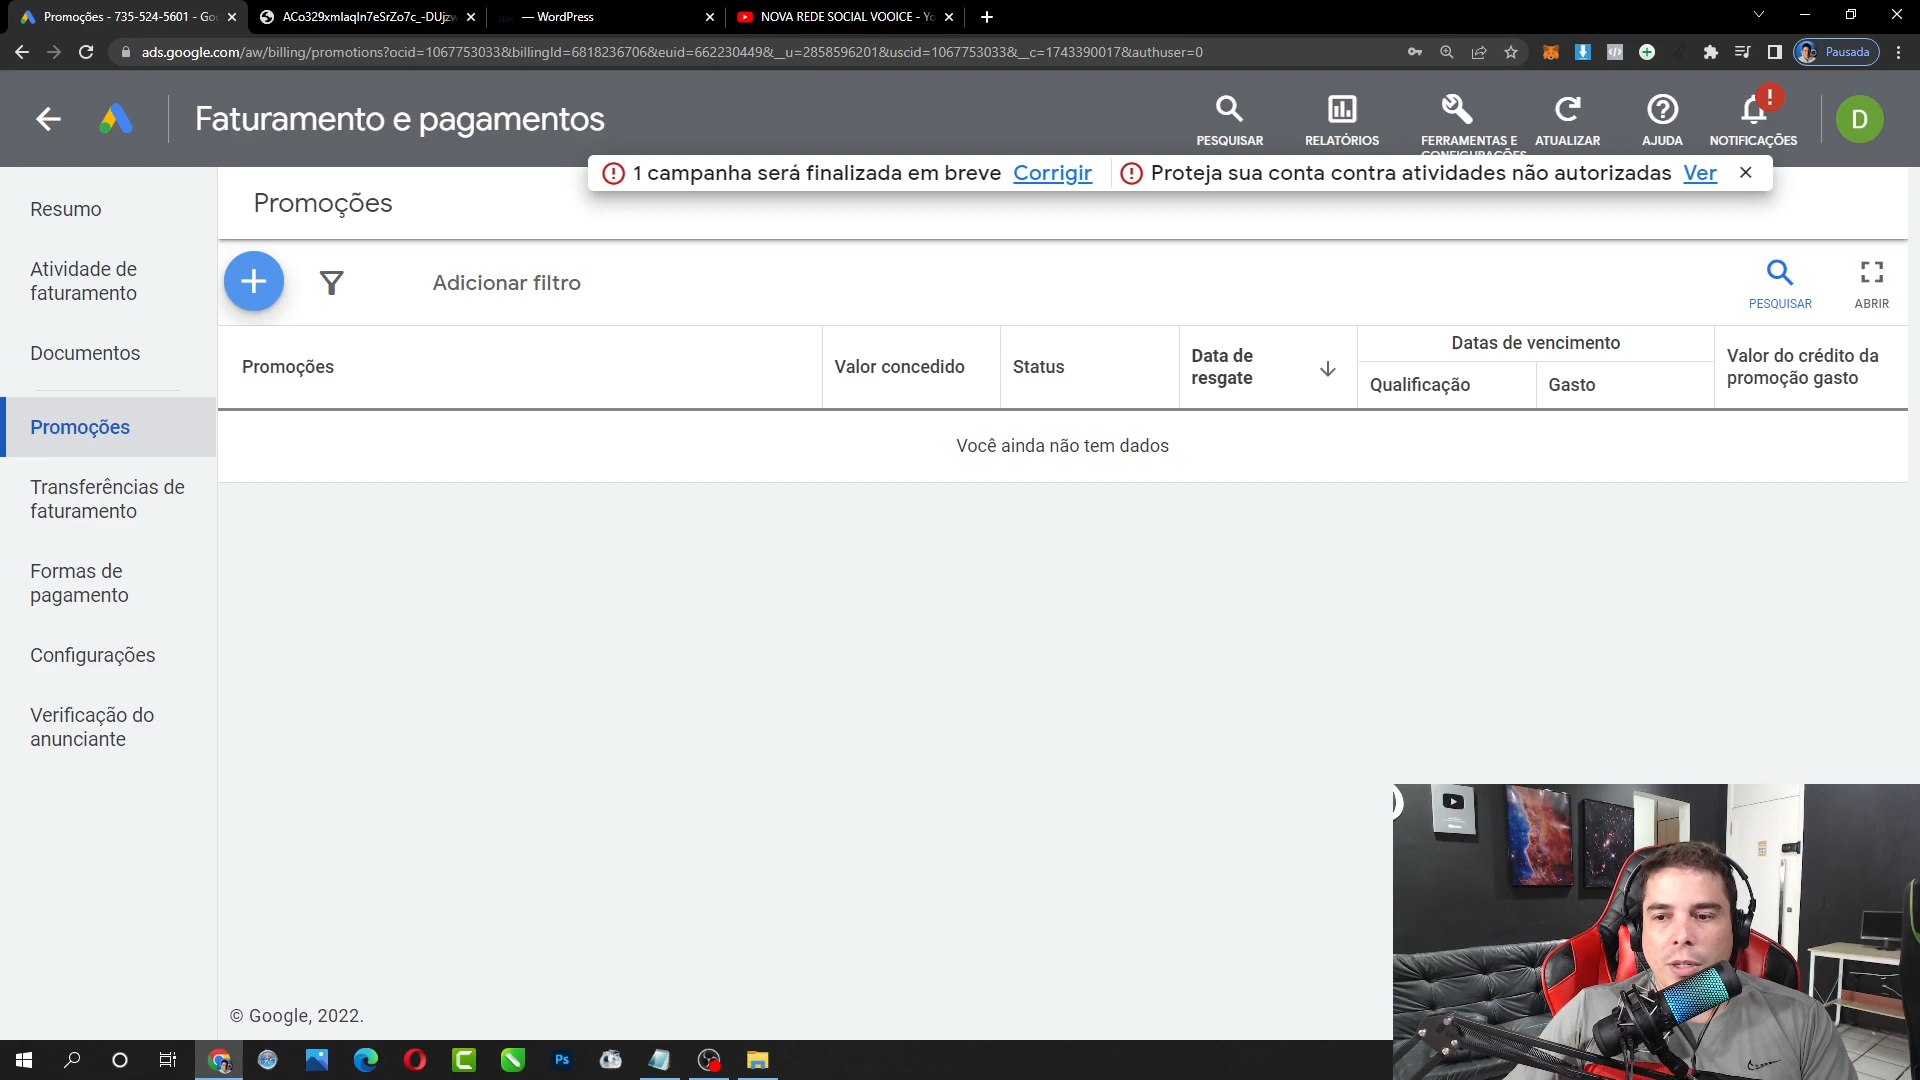 Promoções - 735-524-5601 - Goo
ACo329xmlaqln7eSrZo7c_-DUjzw
— WordPress
NOVA REDE SOCIAL VOOICE - Yo
ads.google.com/aw/billing/promotions?ocid=1067753033&billingId=6818236706&euid=662230449&__u=2858596201&uscid=1067753033&__c=1743390017&authuser=0
Pausada
Faturamento e pagamentos
PESQUISAR
RELATÓRIOS
FERRAMENTAS E
CONFIGURAÇÕES
ATUALIZAR
AJUDA
NOTIFICAÇÕES
D
1 campanha será finalizada em breve Corrigir
Proteja sua conta contra atividades não autorizadas Ver
Resumo
Atividade de
faturamento
Documentos
Promoções
Transferências de
faturamento
Formas de
pagamento
Configurações
Verificação do
anunciante
Promoções
Adicionar filtro
PESQUISAR
ABRIR
Promoções
Valor concedido
Status
Data de
resgate
Datas de vencimento
Qualificação
Gasto
Valor do crédito da
promoção gasto
Você ainda não tem dados
© Google, 2022.
Ps